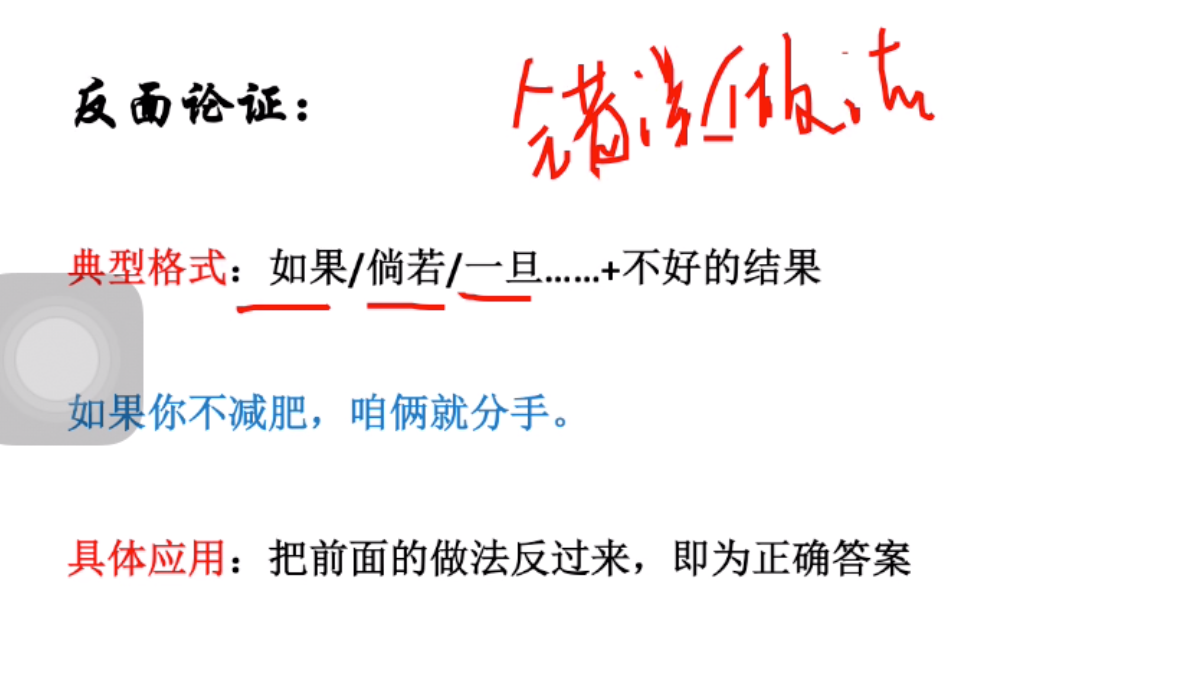 反面论证：
错误的做法
典型格式：如果/倘若/一旦……+不好的结果
如果你不减肥，咱俩就分手。
具体应用：把前面的做法反过来，即为正确答案